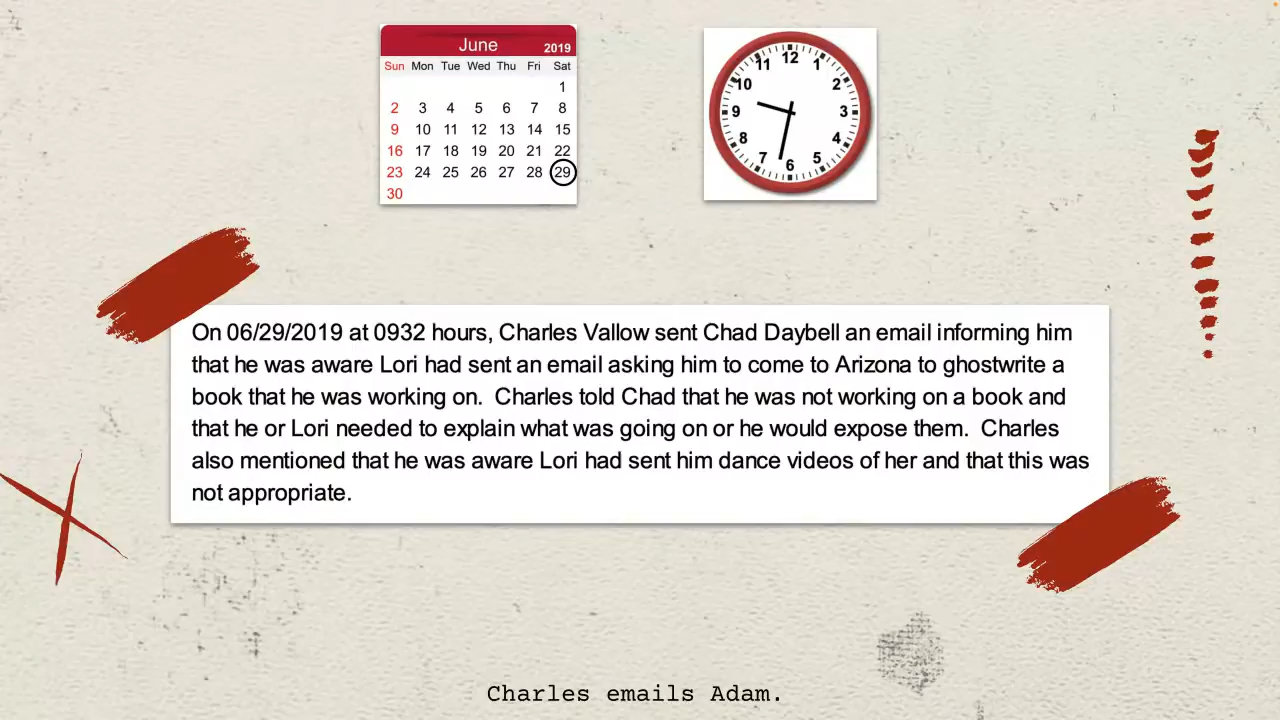 June 2019
Sun Mon Tue Wed Thu Fri Sat
1
2 3 4 5 6 7 8
9 10 11 12 13 14 15
16 17 18 19 20 21 22
23 24 25 26 27 28 29
30
12 1 2 3 4 5 6 7 8 9 10 11
On 06/29/2019 at 0932 hours, Charles Vallow sent Chad Daybell an email informing him
that he was aware Lori had sent an email asking him to come to Arizona to ghostwrite a
book that he was working on.  Charles told Chad that he was not working on a book and
that he or Lori needed to explain what was going on or he would expose them.  Charles
also mentioned that he was aware Lori had sent him dance videos of her and that this was
not appropriate.
Charles emails Adam.